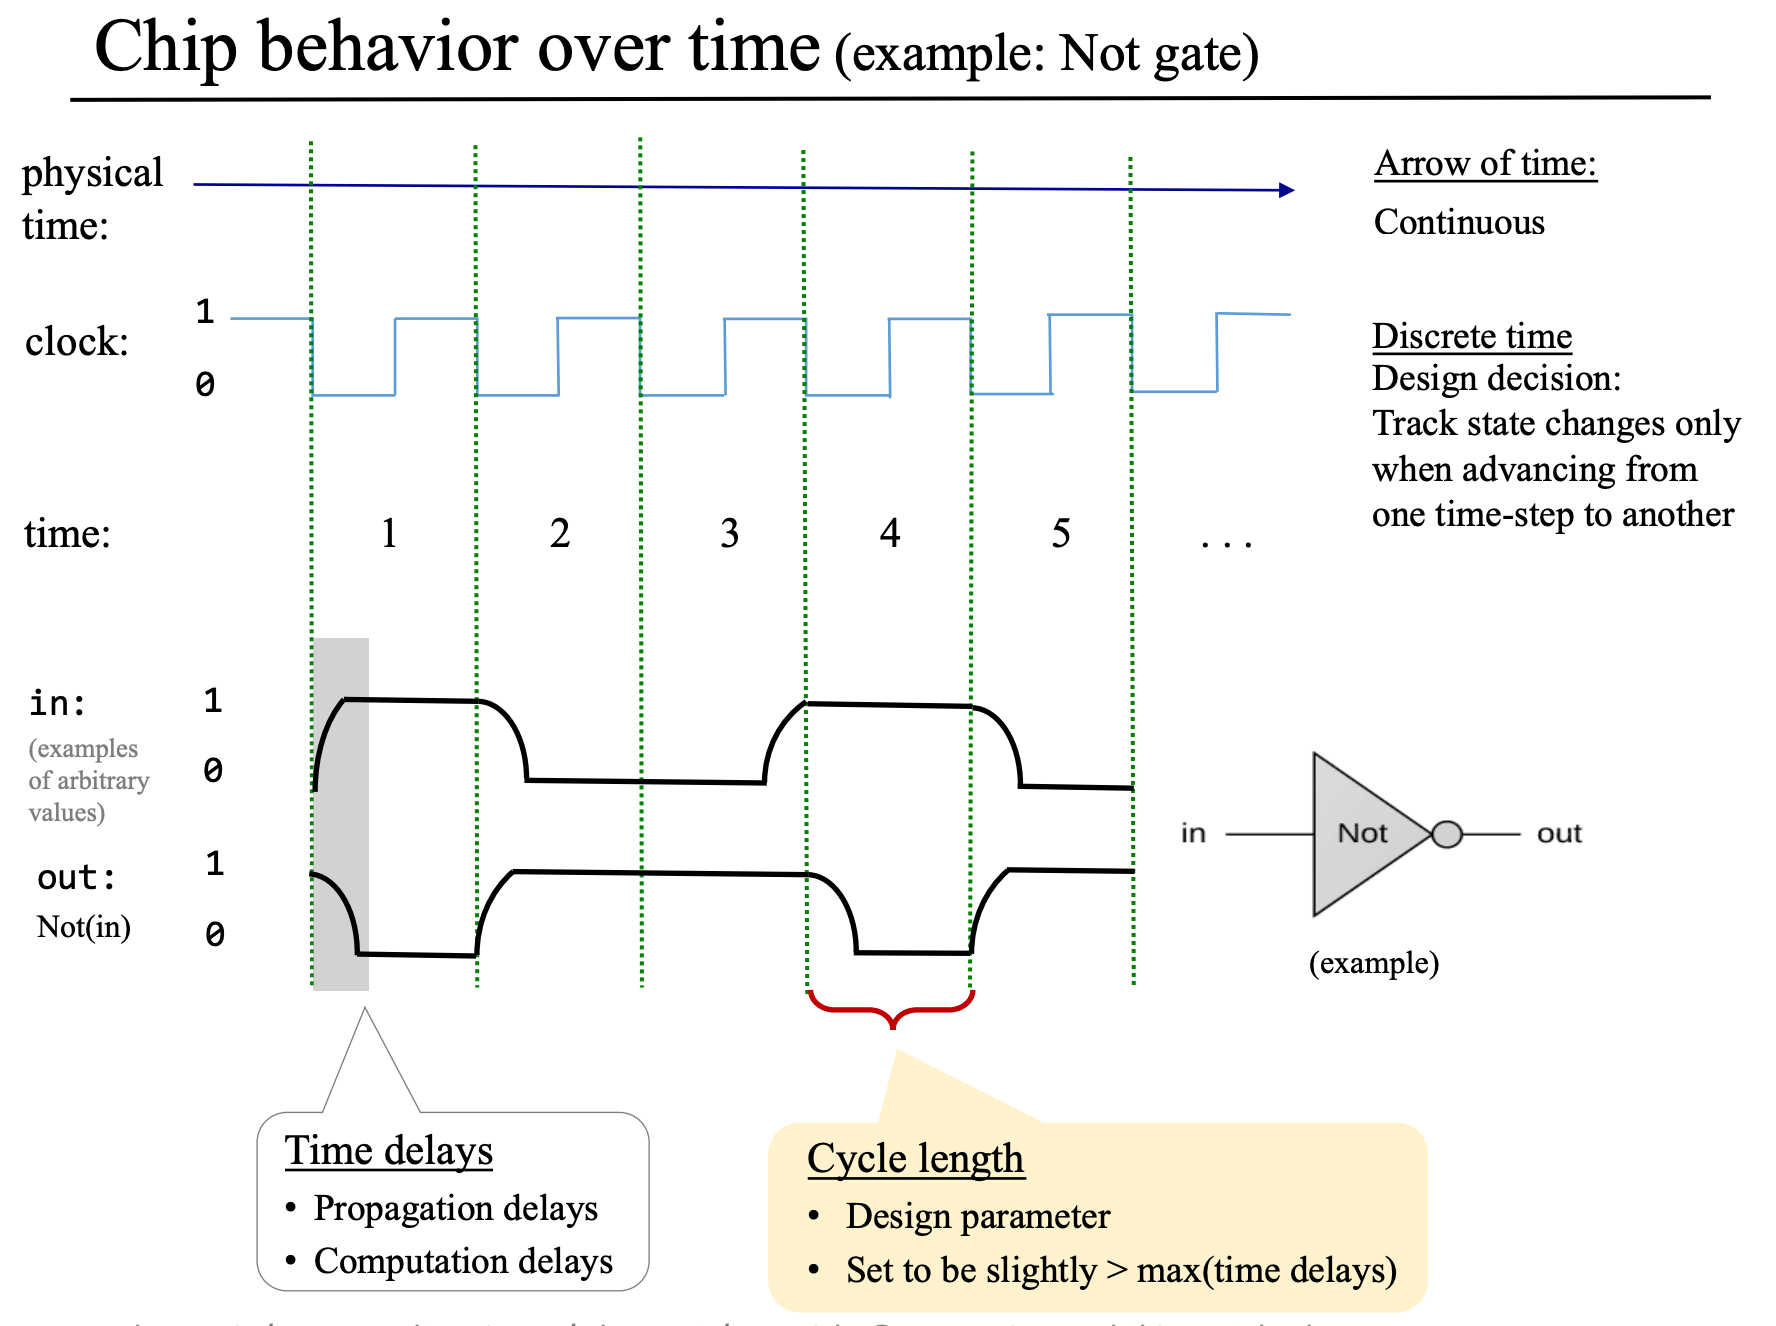 Chip behavior over time (example: Not gate)
physical
time:
Arrow of time:
Continuous
clock:
1
0
Discrete time
Design decision:
Track state changes only
when advancing from
one time-step to another
time:
1 2 3 4 5 . . .
in:
(examples
of arbitrary
values)
1
0
out:
Not(in)
1
0
in Not out
(example)
Time delays
• Propagation delays
• Computation delays
Cycle length
• Design parameter
• Set to be slightly > max(time delays)